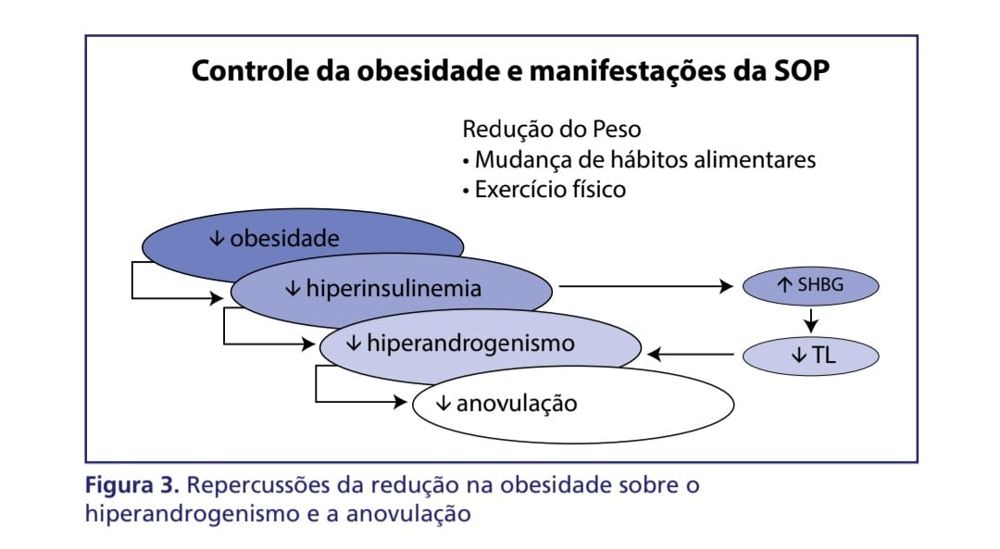 Controle da obesidade e manifestações da SOP
Redução do Peso
• Mudança de hábitos alimentares
• Exercício físico
↓ obesidade
↓ hiperinsulinemia
↑ SHBG
↓ hiperandrogenismo
↓ TL
↓ anovulação
Figura 3. Repercussões da redução na obesidade sobre o
hiperandrogenismo e a anovulação